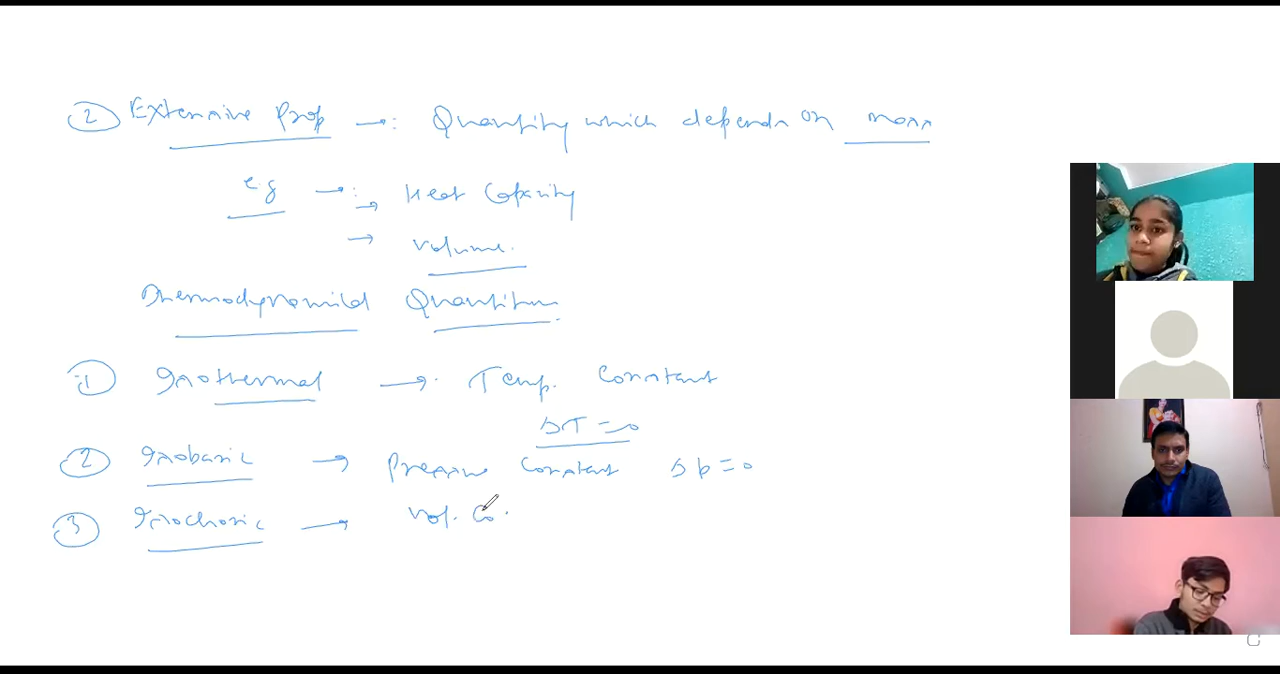 ② Extensive Prop →: Quantity which depends on mass
e.g →: → Heat Capacity
→ volume.
Thermodynamical Quantities
① Isothermal → Temp. Constant
ΔT = 0
② Isobaric → Pressure Constant Δp = 0
③ Isochoric → Vol. Co.